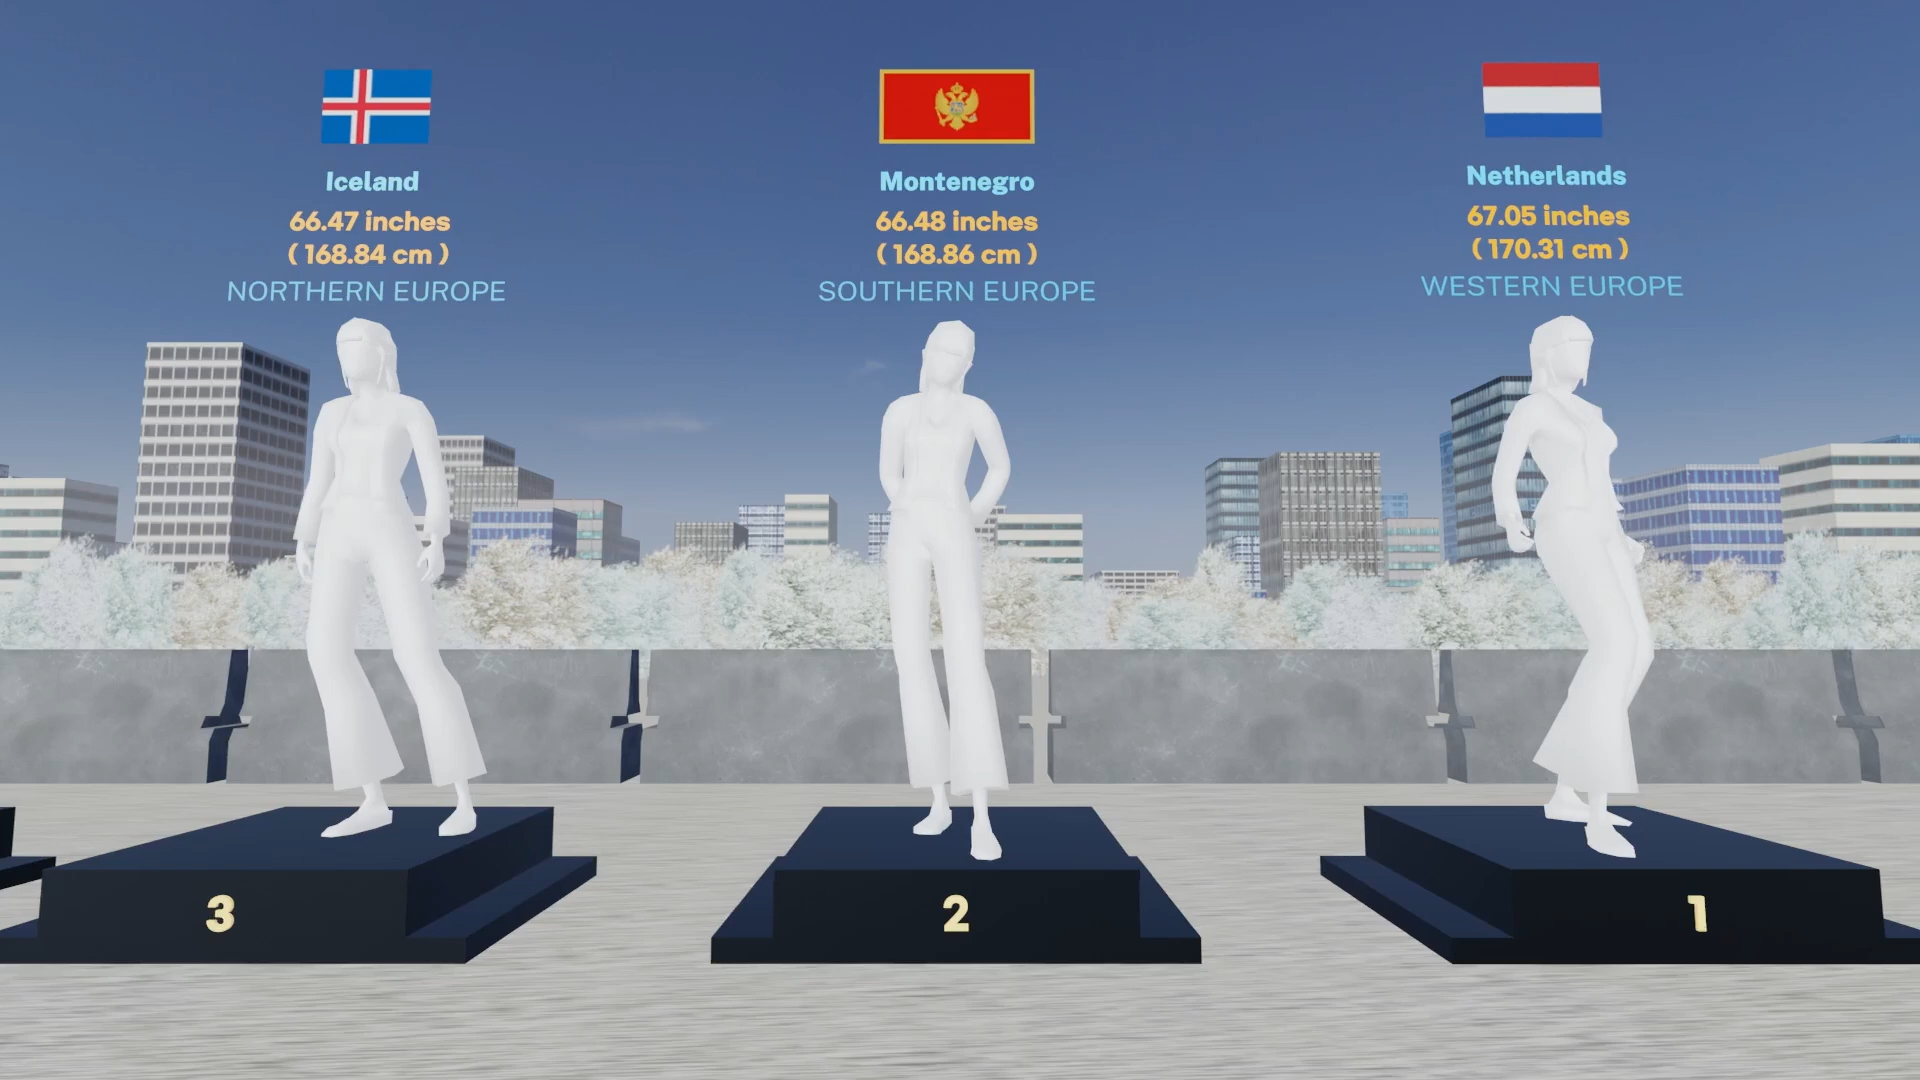 Iceland
66.47 inches
( 168.84 cm )
NORTHERN EUROPE
3
Montenegro
66.48 inches
( 168.86 cm )
SOUTHERN EUROPE
2
Netherlands
67.05 inches
( 170.31 cm )
WESTERN EUROPE
1